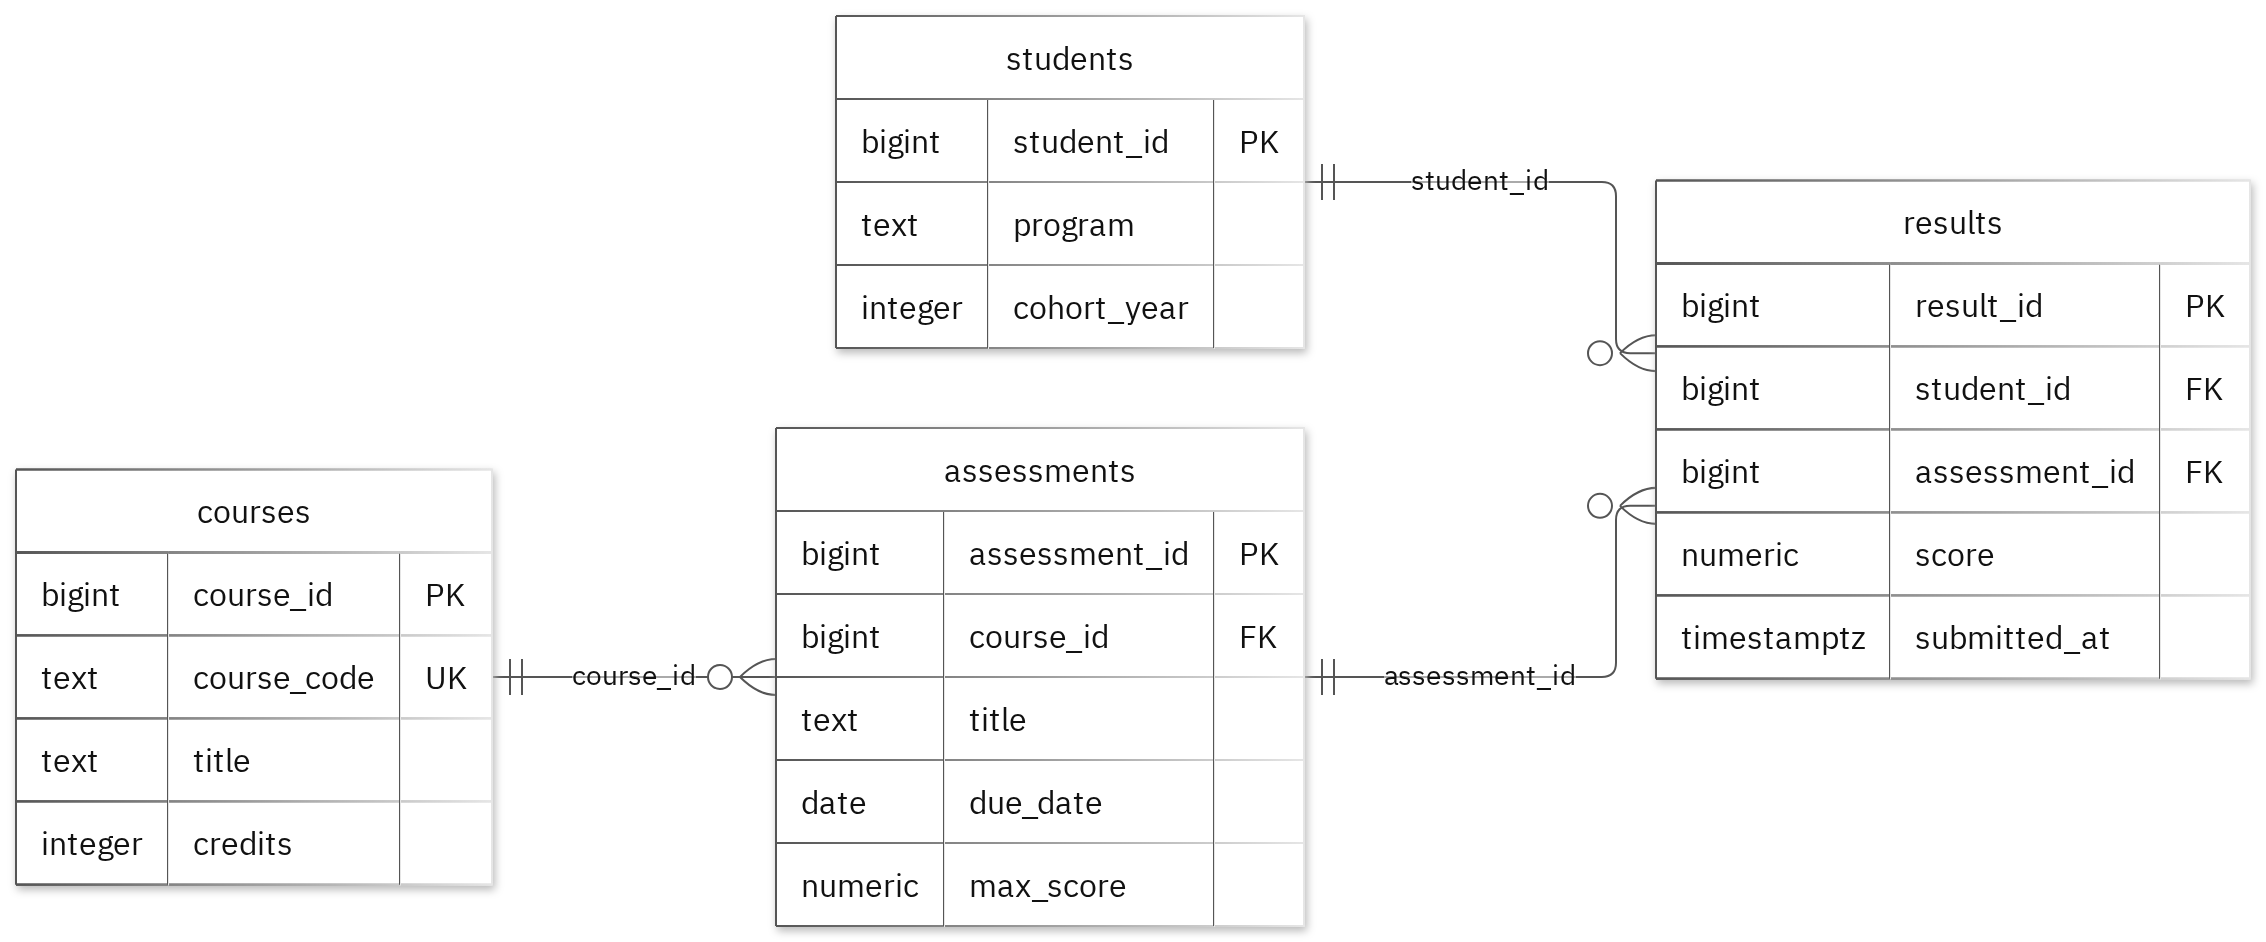 students
bigint student_id PK
text program
integer cohort_year
student_id
results
bigint result_id PK
bigint student_id FK
bigint assessment_id FK
numeric score
timestamptz submitted_at
courses
bigint course_id PK
text course_code UK
text title
integer credits
course_id
assessments
bigint assessment_id PK
bigint course_id FK
text title
date due_date
numeric max_score
assessment_id